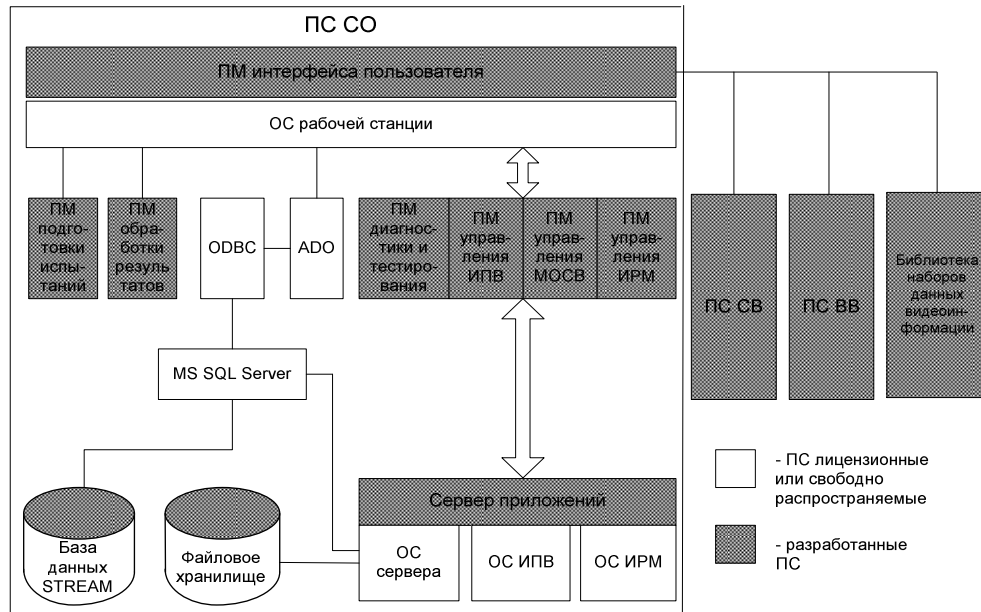 ПС СО
ПМ интерфейса пользователя
ОС рабочей станции
ПМ
подго-
товки
испы-
таний
ПМ
обра-
ботки
резуль-
татов
ODBC
ADO
ПМ
диагнос-
тики и
тестиро-
вания
ПМ
управ-
ления
ИПВ
ПМ
управ-
ления
МОСВ
ПМ
управ-
ления
ИРМ
ПС СВ
ПС ВВ
Библиотека
наборов
данных
видеоин-
формации
MS SQL Server
- ПС лицензионные
или свободно
распространяемые
- разработанные
ПС
Сервер приложений
База
данных
STREAM
Файловое
хранилище
ОС
сервера
ОС ИПВ
ОС ИРМ